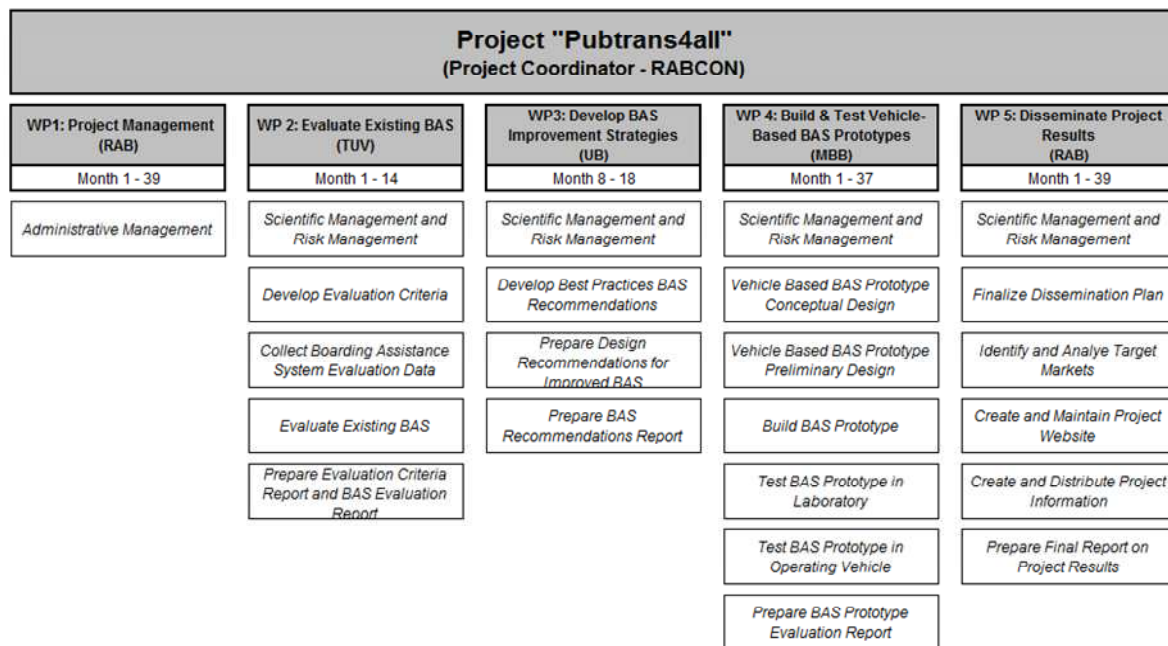 Project "Pubtrans4all"
(Project Coordinator - RABCON)
WP1: Project Management
(RAB)
Month 1 - 39
Administrative Management
WP 2: Evaluate Existing BAS
(TUV)
Month 1 - 14
Scientific Management and
Risk Management
Develop Evaluation Criteria
Collect Boarding Assistance
System Evaluation Data
Evaluate Existing BAS
Prepare Evaluation Criteria
Report and BAS Evaluation
Report
WP3: Develop BAS
Improvement Strategies
(UB)
Month 8 - 18
Scientific Management and
Risk Management
Develop Best Practices BAS
Recommendations
Prepare Design
Recommendations for
Improved BAS
Prepare BAS
Recommendations Report
WP 4: Build & Test Vehicle-
Based BAS Prototypes
(MBB)
Month 1 - 37
Scientific Management and
Risk Management
Vehicle Based BAS Prototype
Conceptual Design
Vehicle Based BAS Prototype
Preliminary Design
Build BAS Prototype
Test BAS Prototype in
Laboratory
Test BAS Prototype in
Operating Vehicle
Prepare BAS Prototype
Evaluation Report
WP 5: Disseminate Project
Results
(RAB)
Month 1 - 39
Scientific Management and
Risk Management
Finalize Dissemination Plan
Identify and Analye Target
Markets
Create and Maintain Project
Website
Create and Distribute Project
Information
Prepare Final Report on
Project Results